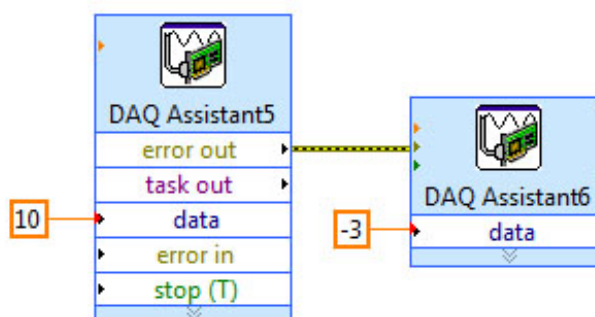 DAQ Assistant5
error out
task out
10
data
error in
stop (T)
DAQ Assistant6
-3
data